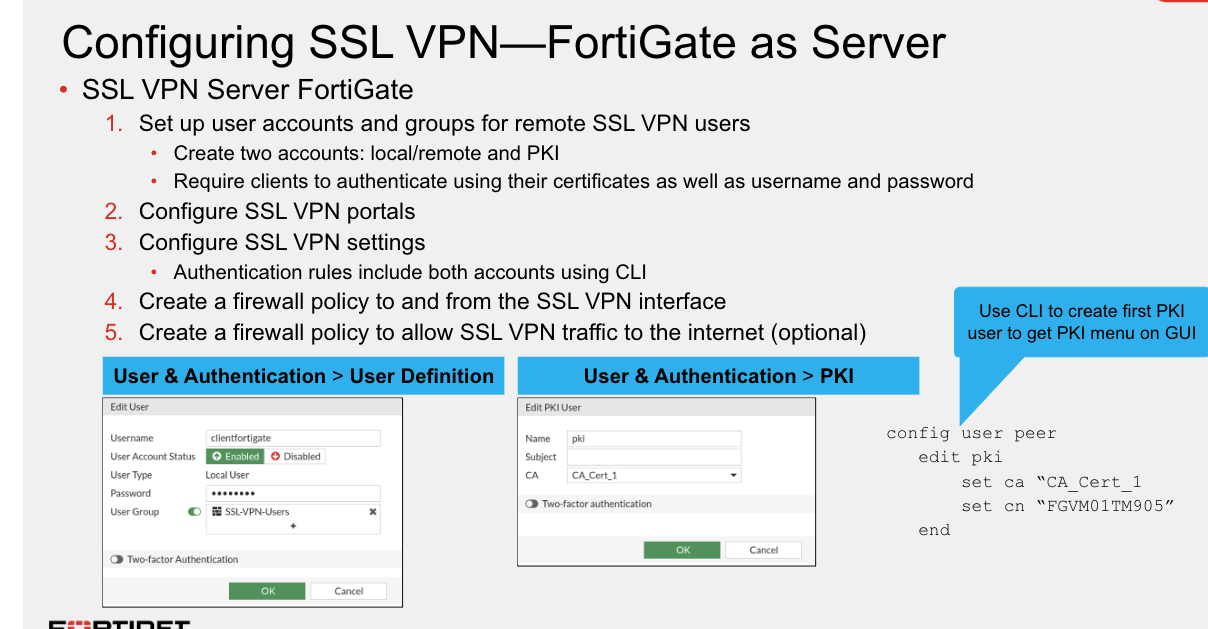 Configuring SSL VPN—FortiGate as Server
• SSL VPN Server FortiGate
1. Set up user accounts and groups for remote SSL VPN users
• Create two accounts: local/remote and PKI
• Require clients to authenticate using their certificates as well as username and password
2. Configure SSL VPN portals
3. Configure SSL VPN settings
• Authentication rules include both accounts using CLI
4. Create a firewall policy to and from the SSL VPN interface
5. Create a firewall policy to allow SSL VPN traffic to the internet (optional)
Use CLI to create first PKI
user to get PKI menu on GUI
User & Authentication > User Definition
Edit User
Username clientfortigate
User Account Status Enabled Disabled
User Type Local User
Password ••••••••
User Group SSL-VPN-Users
+
Two-factor Authentication
OK Cancel
User & Authentication > PKI
Edit PKI User
Name pki
Subject
CA CA_Cert_1
Two-factor authentication
OK Cancel
config user peer
edit pki
set ca “CA_Cert_1
set cn “FGVM01TM905”
end
FORTINET